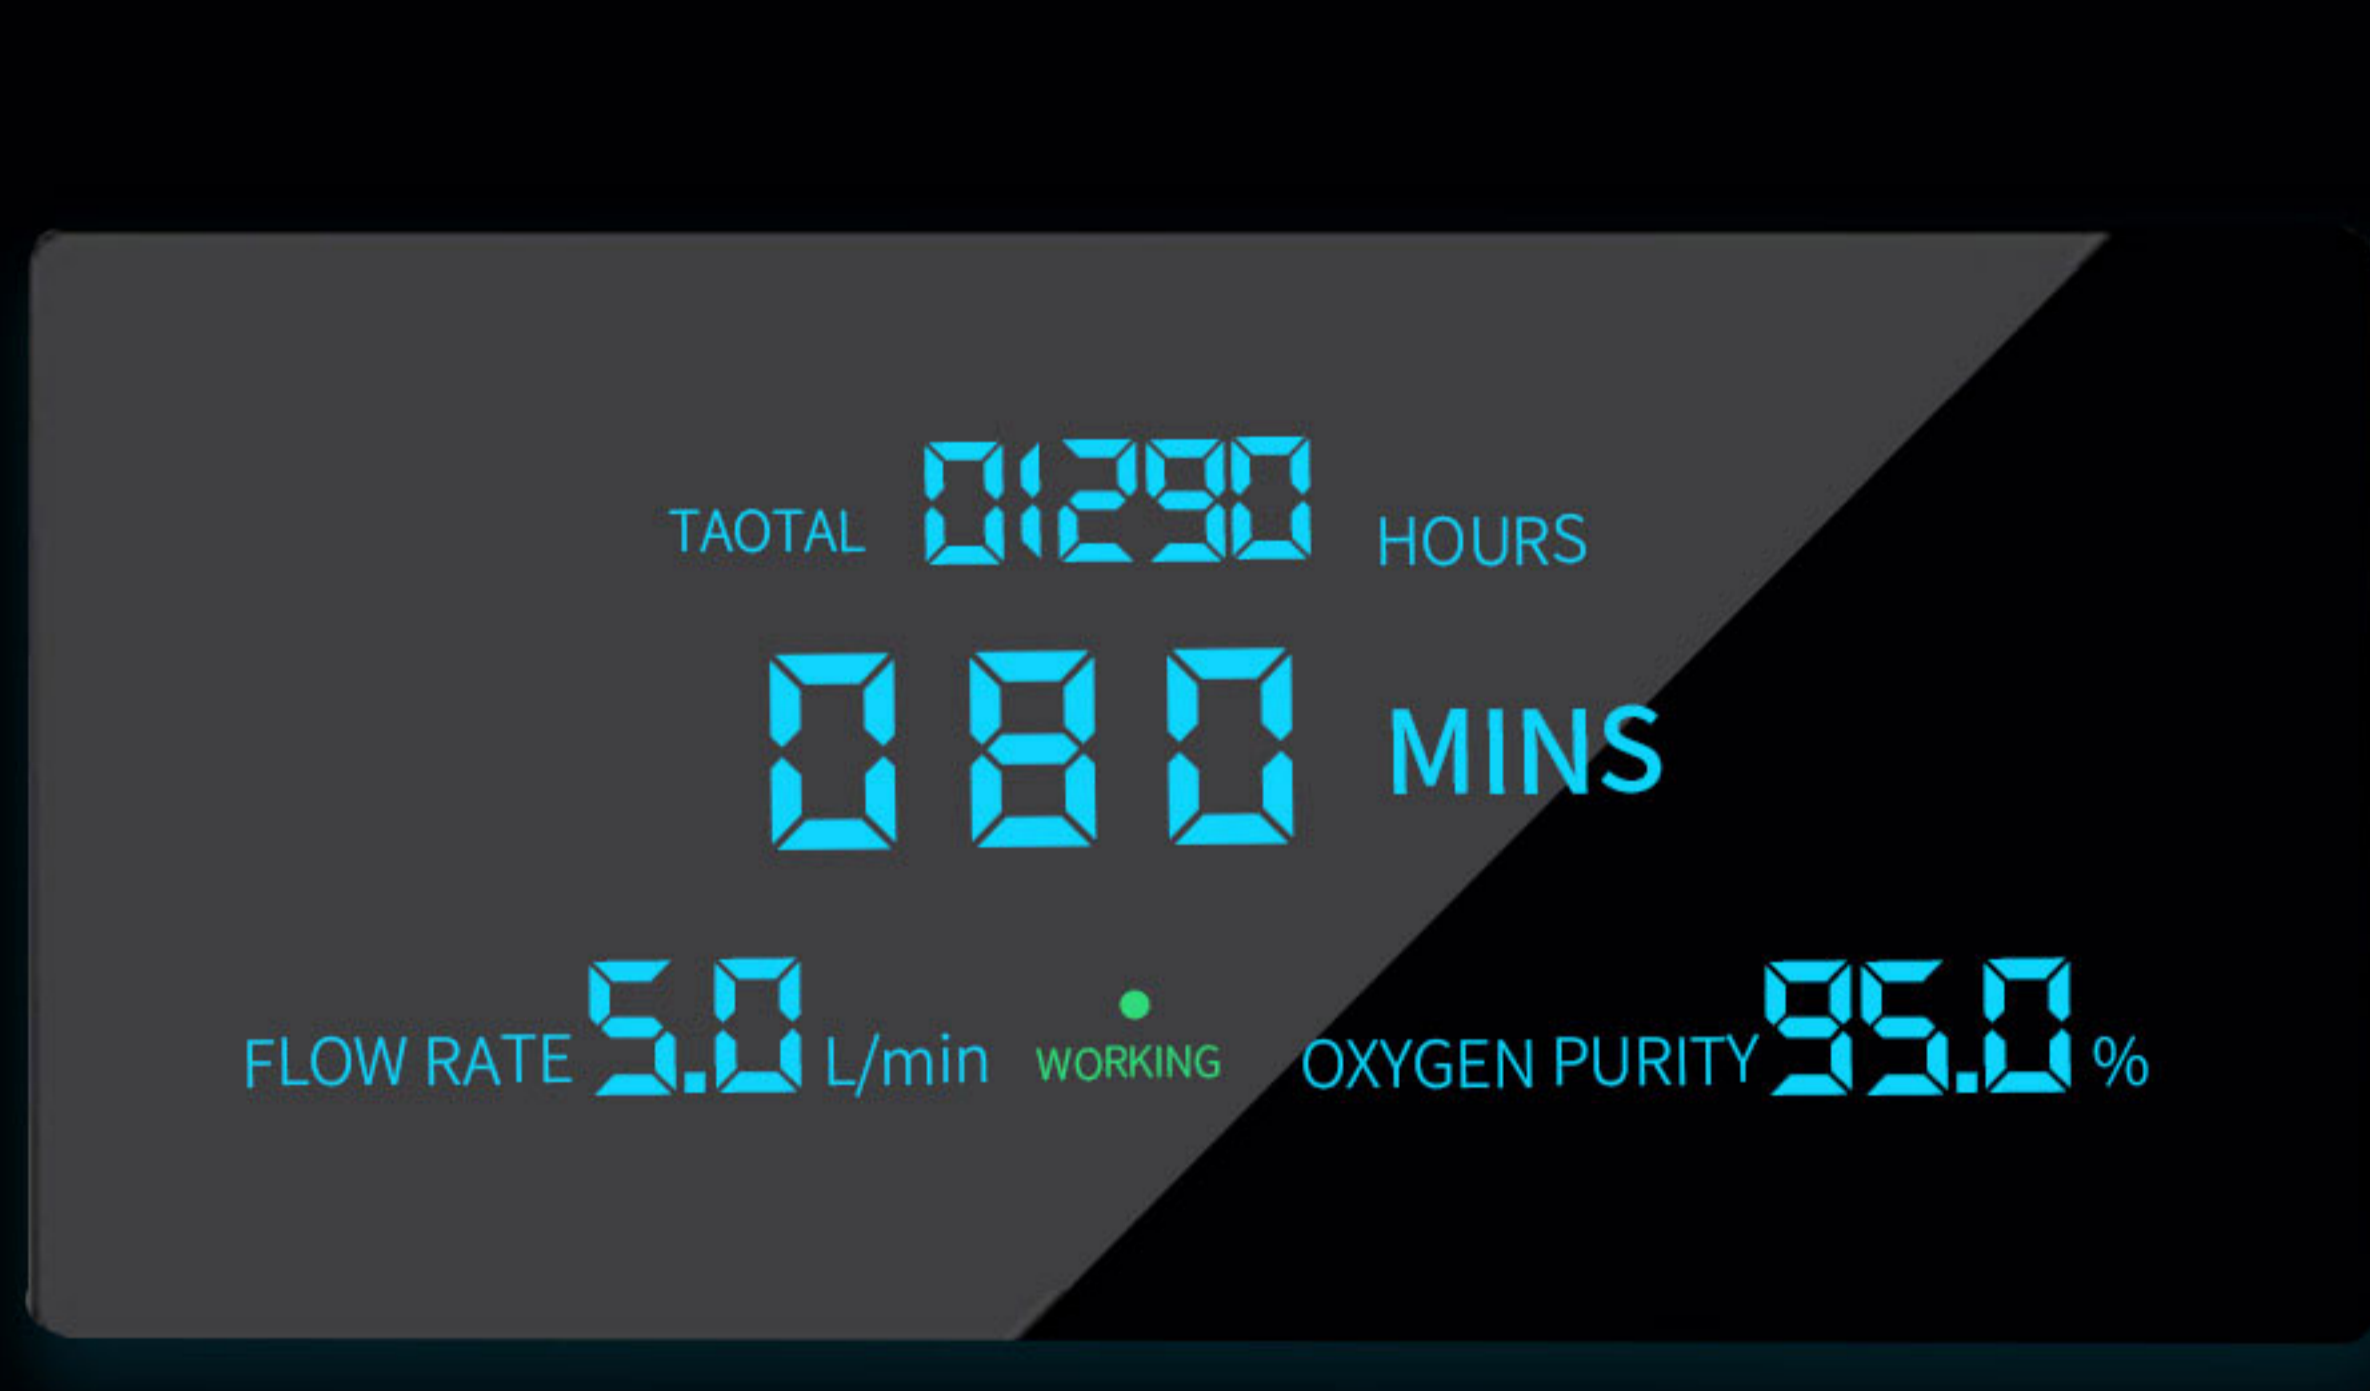 TAOTAL 01290 HOURS
080 MINS
FLOW RATE 5.0 L/min WORKING OXYGEN PURITY 95.0 %